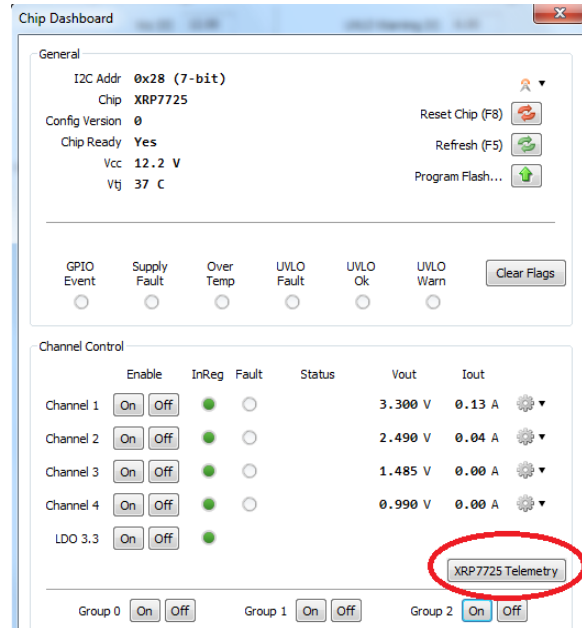 Chip Dashboard
General
I2C Addr 0x28 (7-bit)
Chip XRP7725
Config Version 0
Chip Ready Yes
Vcc 12.2 V
Vtj 37 C
Reset Chip (F8)
Refresh (F5)
Program Flash...
GPIO Event Supply Fault Over Temp UVLO Fault UVLO Ok UVLO Warn Clear Flags
Channel Control
Enable InReg Fault Status Vout Iout
Channel 1 On Off 3.300 V 0.13 A
Channel 2 On Off 2.490 V 0.04 A
Channel 3 On Off 1.485 V 0.00 A
Channel 4 On Off 0.990 V 0.00 A
LDO 3.3 On Off
XRP7725 Telemetry
Group 0 On Off Group 1 On Off Group 2 On Off